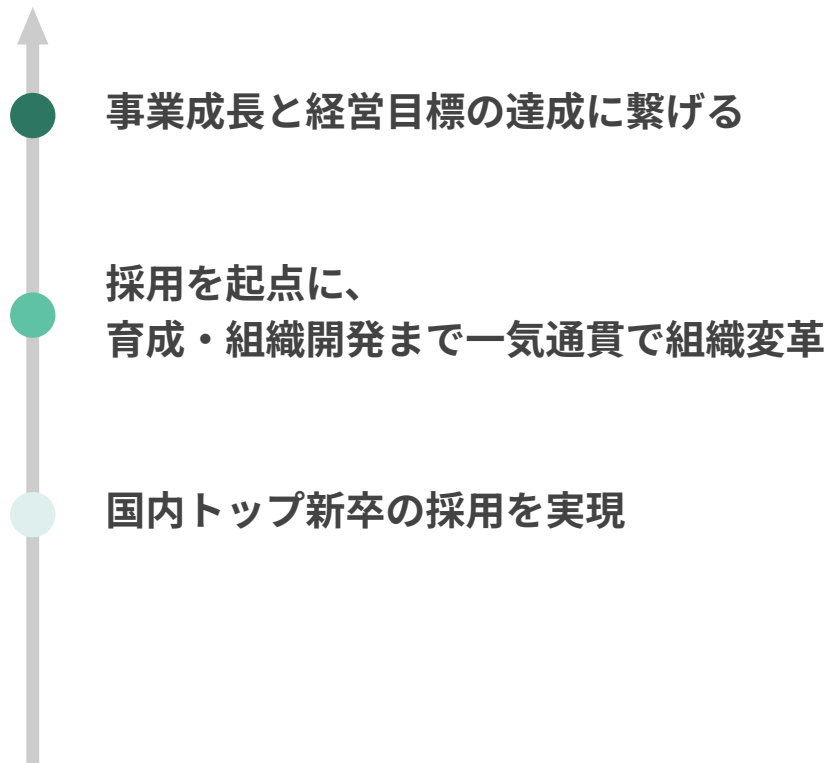 事業成長と経営目標の達成に繋げる
採用を起点に、
育成・組織開発まで一気通貫で組織変革
国内トップ新卒の採用を実現